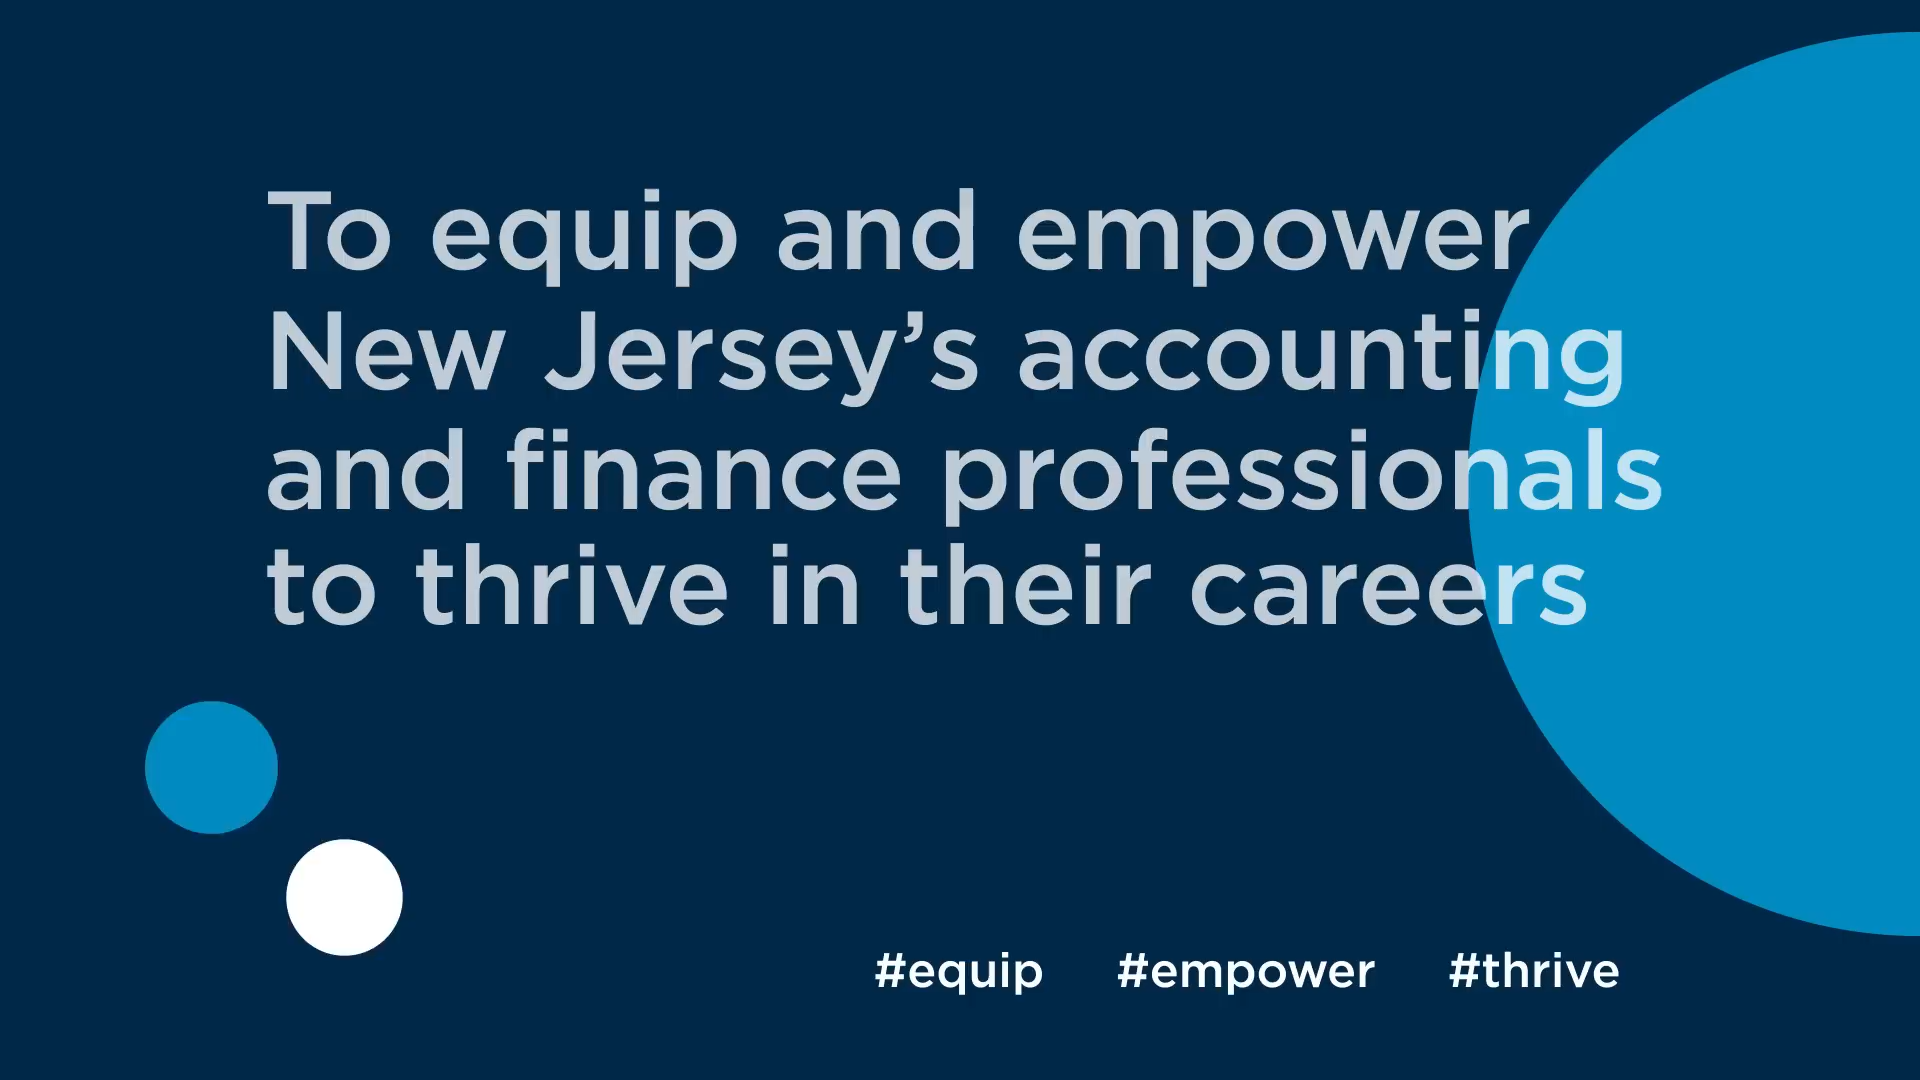 To equip and empower
New Jersey’s accounting
and finance professionals
to thrive in their careers
#equip #empower #thrive